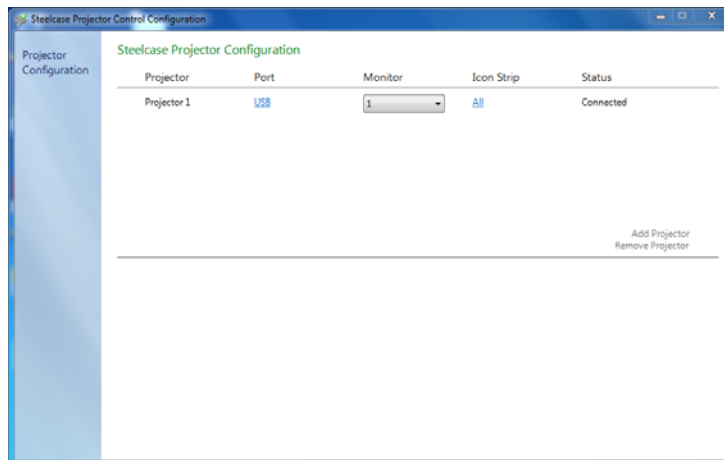 Steelcase Projector Control Configuration
Projector
Configuration
Steelcase Projector Configuration
Projector Port Monitor Icon Strip Status
Projector 1 USB 1 All Connected
Add Projector
Remove Projector